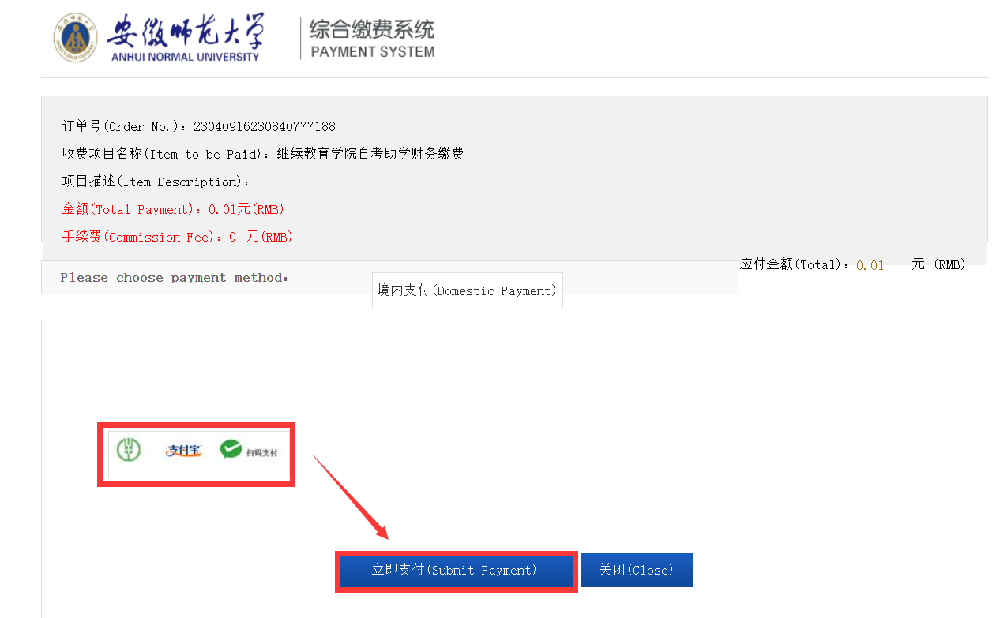 安徽师范大学
ANHUI NORMAL UNIVERSITY
综合缴费系统
PAYMENT SYSTEM
订单号(Order No.): 23040916230840777188
收费项目名称(Item to be Paid): 继续教育学院自考助学财务缴费
项目描述(Item Description):
金额(Total Payment): 0.01元(RMB)
手续费(Commission Fee): 0 元(RMB)
应付金额(Total): 0.01 元 (RMB)
Please choose payment method:
境内支付(Domestic Payment)
支付宝 扫码支付
立即支付(Submit Payment) 关闭(Close)